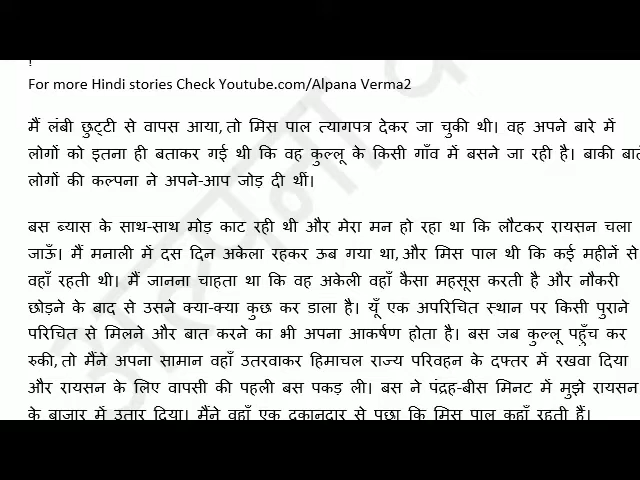 !
For more Hindi stories Check Youtube.com/Alpana Verma2
मैं लंबी छुट्टी से वापस आया, तो मिस पाल त्यागपत्र देकर जा चुकी थी। वह अपने बारे में
लोगों को इतना ही बताकर गई थी कि वह कुल्लू के किसी गाँव में बसने जा रही है। बाकी
लोगों की कल्पना ने अपने-आप जोड़ दी थीं।
बस ब्यास के साथ-साथ मोड़ काट रही थी और मेरा मन हो रहा था कि लौटकर रायसन चला
जाऊँ। मैं मनाली में दस दिन अकेला रहकर ऊब गया था, और मिस पाल थी कि कई महीनों से
वहाँ रहती थी। मैं जानना चाहता था कि वह अकेली वहाँ कैसा महसूस करती है और नौकरी
छोड़ने के बाद से उसने क्या-क्या कुछ कर डाला है। यूँ एक अपरिचित स्थान पर किसी पुराने
परिचित से मिलने और बात करने का भी अपना आकर्षण होता है। बस जब कुल्लू पहुँच कर
रुकी, तो मैंने अपना सामान वहाँ उतरवाकर हिमाचल राज्य परिवहन के दफ्तर में रखवा दिया
और रायसन के लिए वापसी की पहली बस पकड़ ली। बस ने पंद्रह-बीस मिनट में मुझे रायसन
के बाजार में उतार दिया। मैंने वहाँ एक दुकानदार से पूछा कि मिस पाल कहाँ रहती हैं।